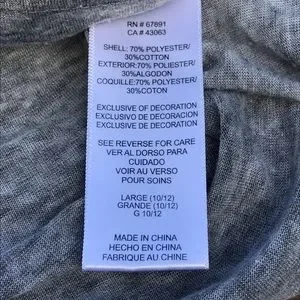 RN # 67891
CA # 43063
SHELL: 70% POLYESTER/
30%COTTON
EXTERIOR:70% POLIESTER/
30%ALGODON
COQUILLE:70% POLYESTER/
30%COTON
EXCLUSIVE OF DECORATION
EXCLUSIVO DE DECORACION
EXCLUSIVE DE DECORATION
SEE REVERSE FOR CARE
VER AL DORSO PARA
CUIDADO
VOIR AU VERSO
POUR SOINS
LARGE (10/12)
GRANDE (10/12)
G 10/12
MADE IN CHINA
HECHO EN CHINA
FABRIQUE AU CHINE